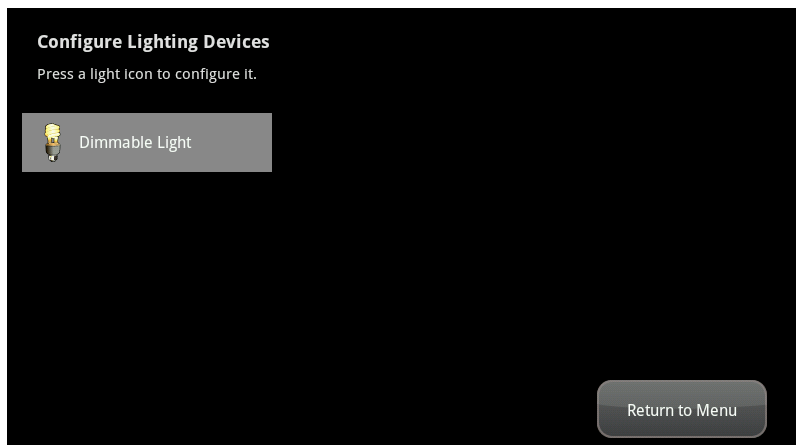 Configure Lighting Devices
Press a light icon to configure it.
Dimmable Light
Return to Menu